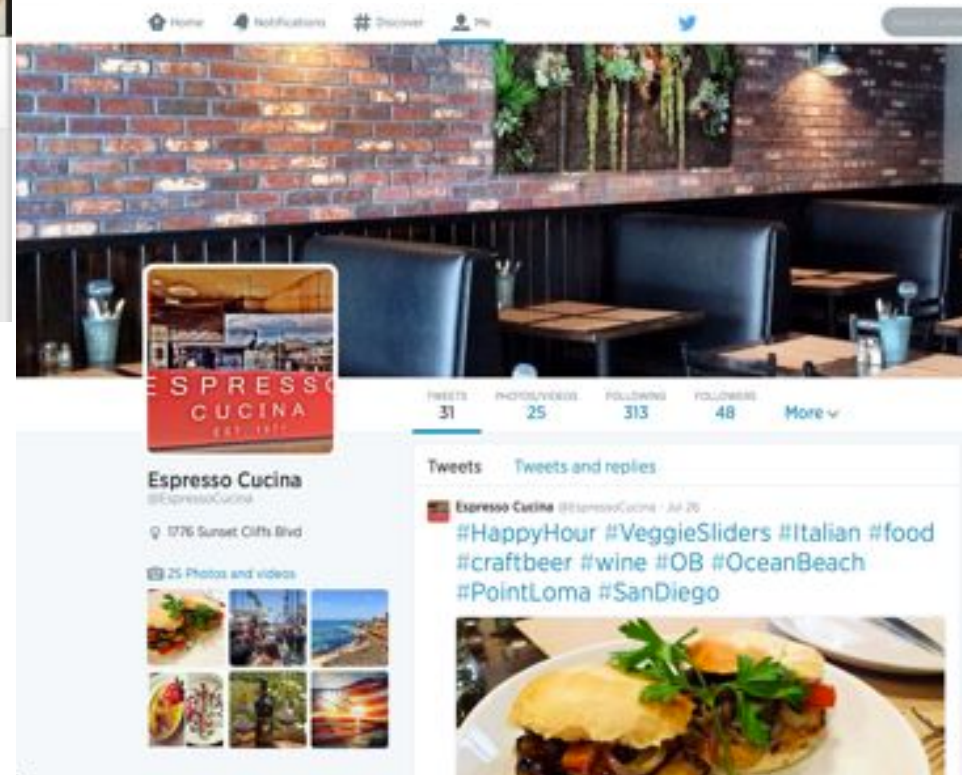 Home Notifications # Discover Me
ESPRESSO
CUCINA
EST. 1977
TWEETS PHOTOS/VIDEOS FOLLOWING FOLLOWERS
31 25 313 48 More
Espresso Cucina
@EspressoCucina
1776 Sunset Cliffs Blvd
25 Photos and videos
Tweets Tweets and replies
Espresso Cucina @EspressoCucina · Jul 26
#HappyHour #VeggieSliders #Italian #food
#craftbeer #wine #OB #OceanBeach
#PointLoma #SanDiego